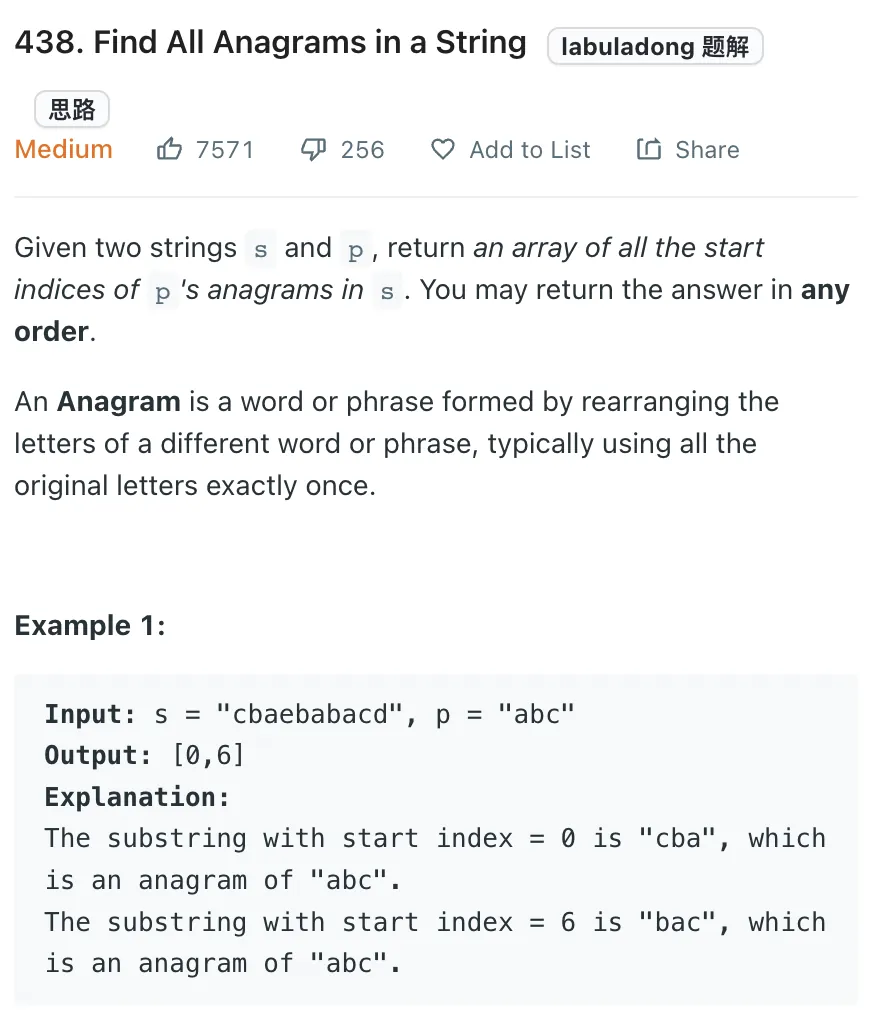 438. Find All Anagrams in a String labuladong 题解
思路
Medium 7571 256 Add to List Share
Given two strings s and p, return an array of all the start
indices of p's anagrams in s. You may return the answer in any
order.
An Anagram is a word or phrase formed by rearranging the
letters of a different word or phrase, typically using all the
original letters exactly once.
Example 1:
Input: s = "cbaebabacd", p = "abc"
Output: [0,6]
Explanation:
The substring with start index = 0 is "cba", which
is an anagram of "abc".
The substring with start index = 6 is "bac", which
is an anagram of "abc".